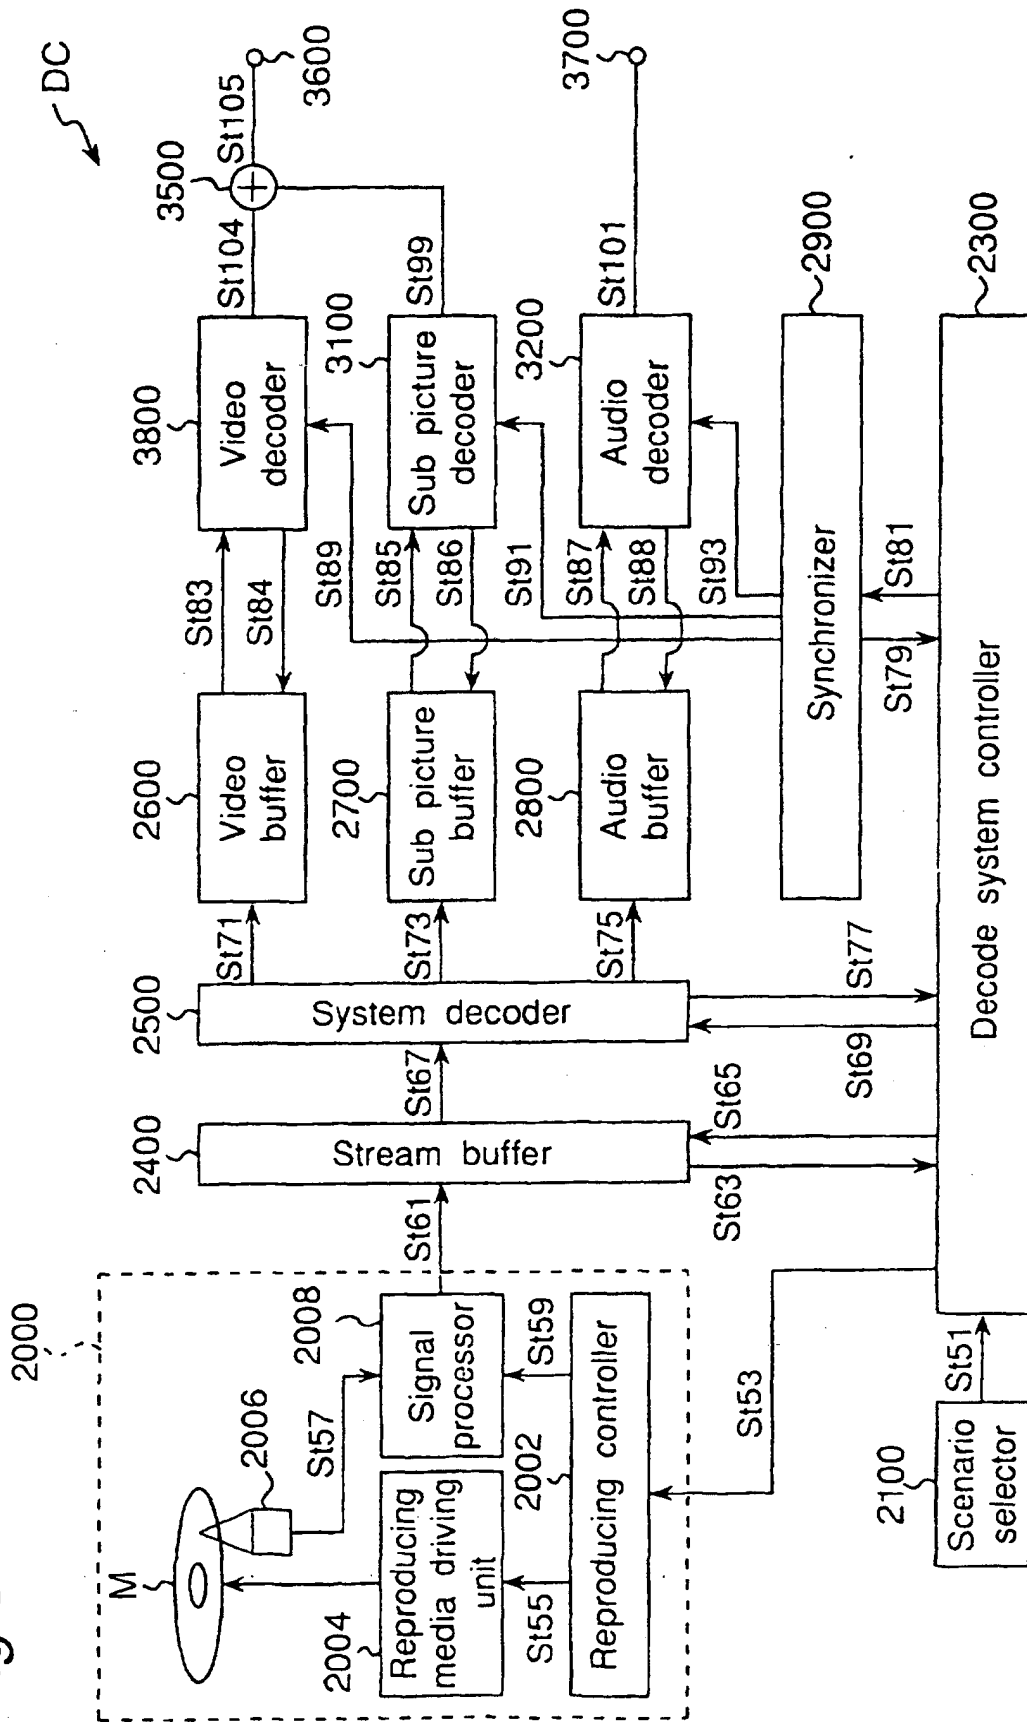 DC
2000
M
2006
St57
2004
Reproducing
media driving
unit
2008
Signal
processor
St55
2002
St59
Reproducing controller
St53
2100
Scenario
selector
St51
St61
2400
Stream buffer
St63
St65
St67
2500
System decoder
St69
St77
St71
St73
St75
2600
Video
buffer
2700
Sub picture
buffer
2800
Audio
buffer
St83
St84
St89
St85
St86
St91
St87
St88
St93
3800
Video
decoder
3100
Sub picture
decoder
3200
Audio
decoder
St104
3500
St105
3600
St99
St101
3700
2900
Synchronizer
St79
St81
2300
Decode system controller